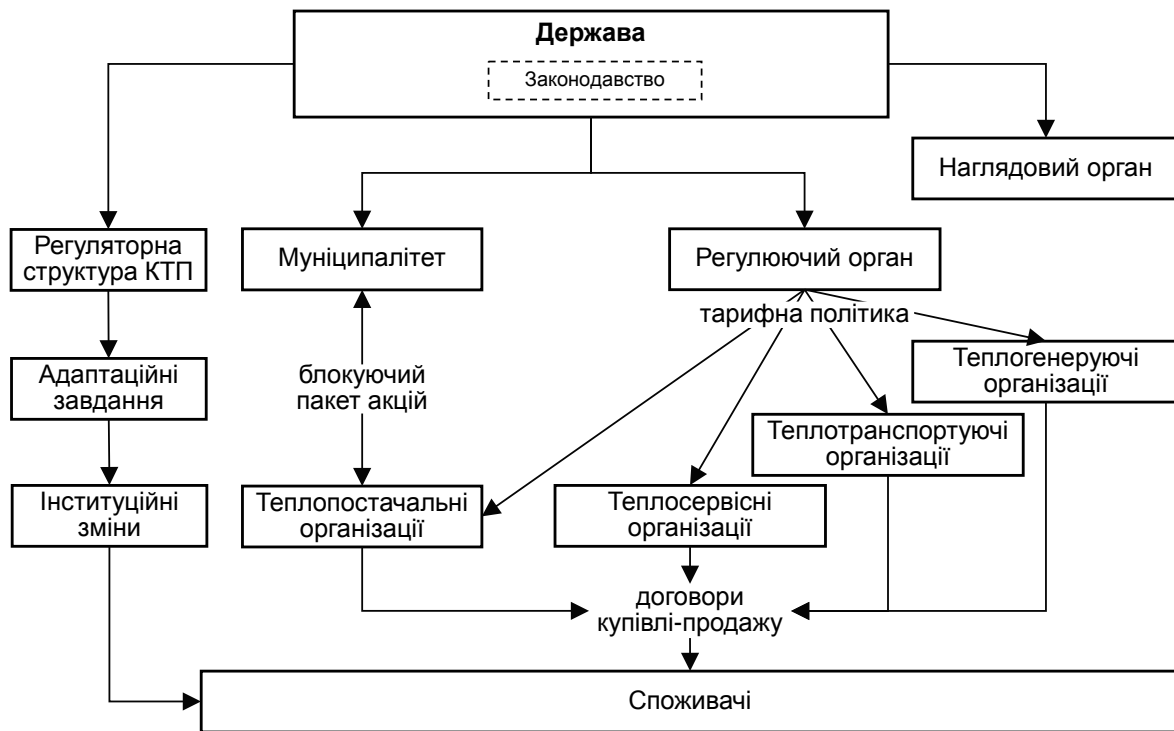 Держава
Законодавство
Наглядовий орган
Регуляторна
структура КТП
Муніципалітет
Регулюючий орган
тарифна політика
Адаптаційні
завдання
блокуючий
пакет акцій
Теплогенеруючі
організації
Теплотранспортуючі
організації
Інституційні
зміни
Теплопостачальні
організації
Теплосервісні
організації
договори
купівлі-продажу
Споживачі